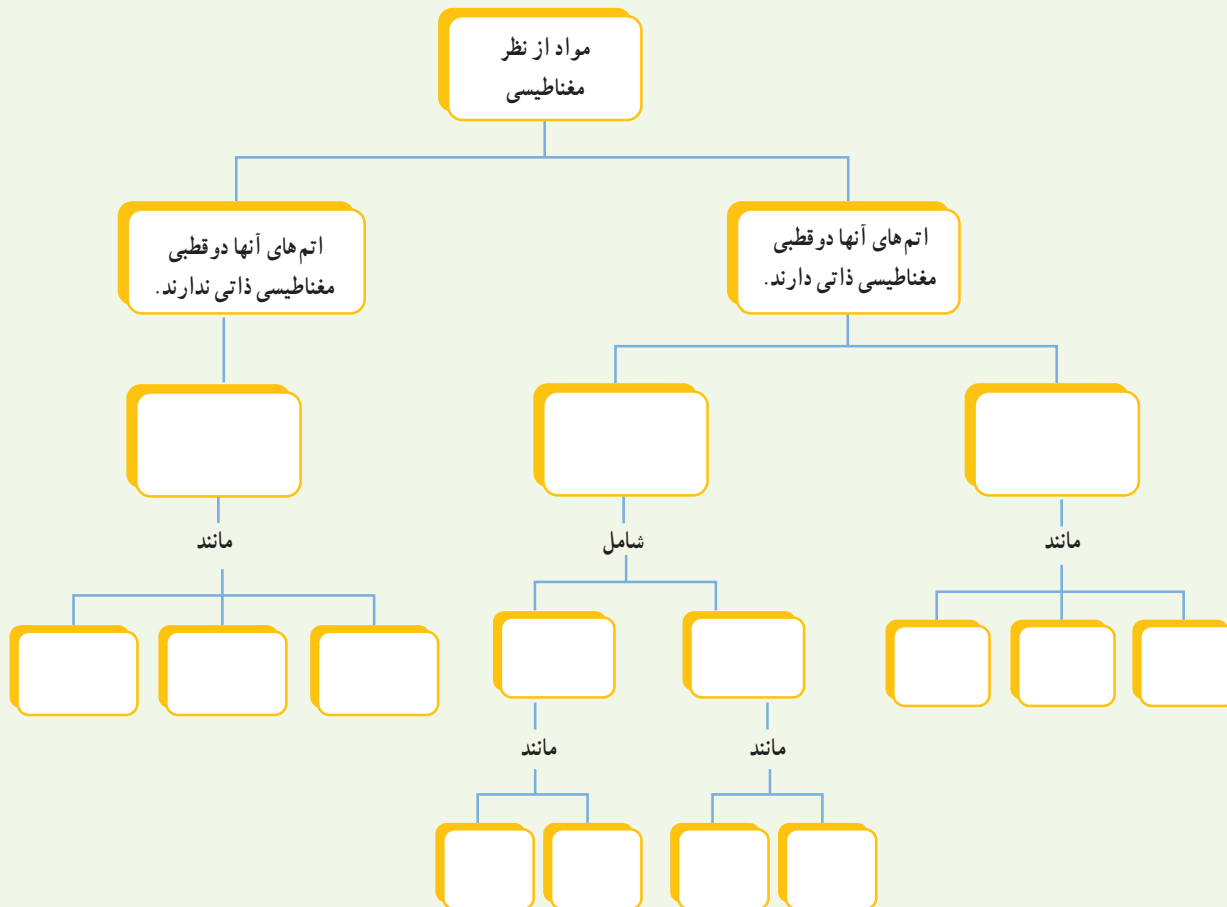 مواد از نظر
مغناطیسی
اتم‌های آنها دوقطبی
مغناطیسی ذاتی دارند.
اتم‌های آنها دوقطبی
مغناطیسی ذاتی ندارند.
مانند
شامل
مانند
مانند
مانند